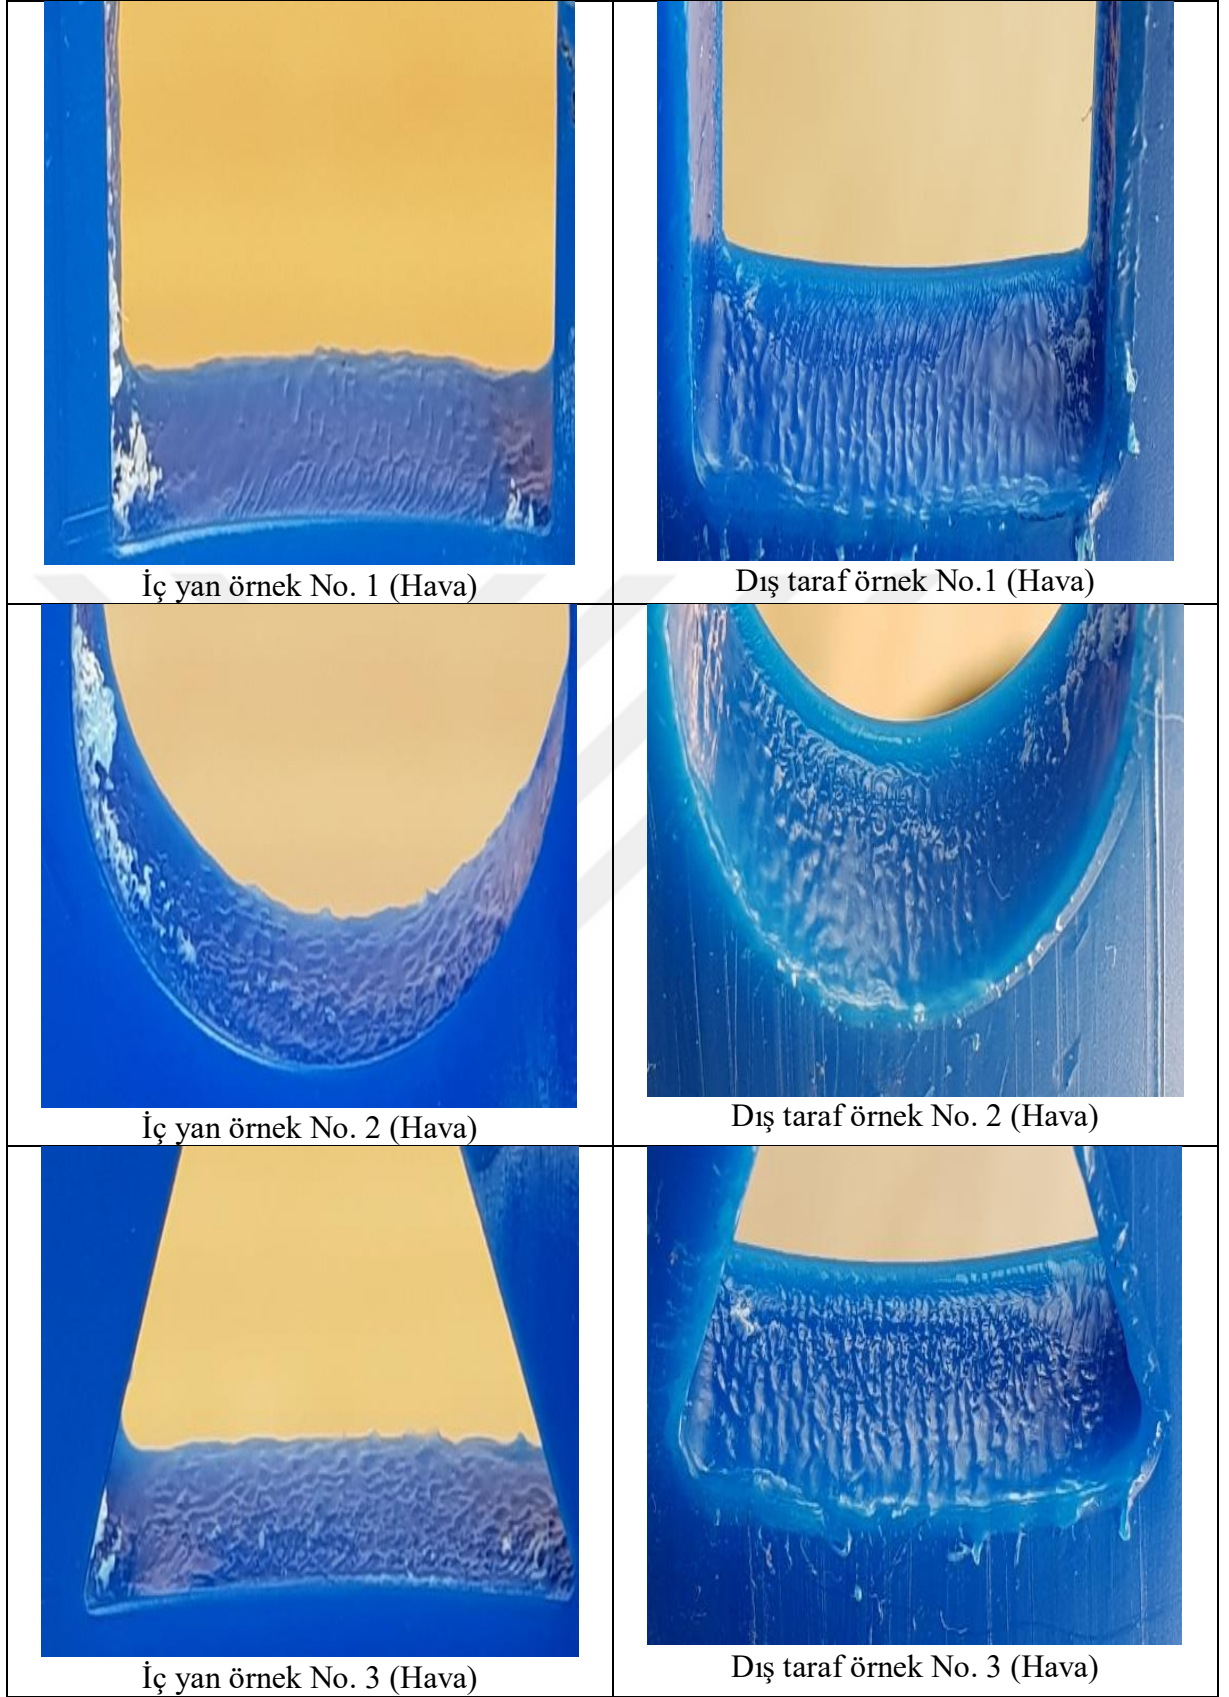 İç yan örnek No. 1 (Hava)
Dış taraf örnek No.1 (Hava)
İç yan örnek No. 2 (Hava)
Dış taraf örnek No. 2 (Hava)
İç yan örnek No. 3 (Hava)
Dış taraf örnek No. 3 (Hava)